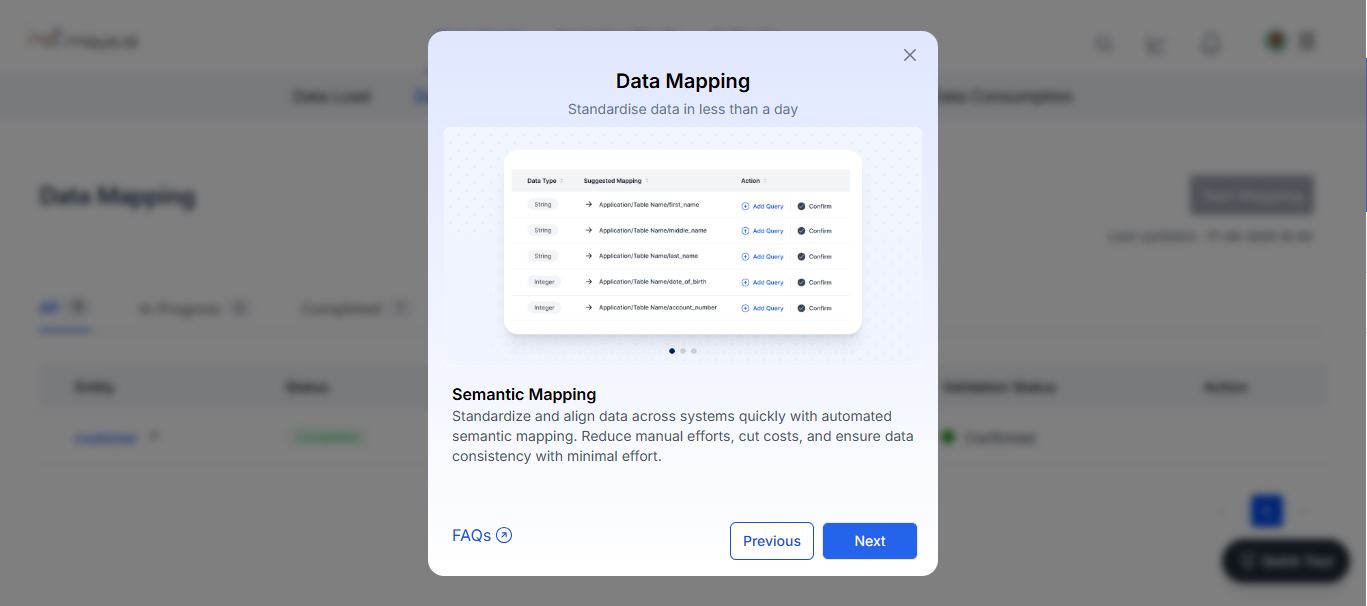 Data Load
Data Consumption
Data Mapping
Standardise data in less than a day
Data Type Suggested Mapping Action
String → Application/Table Name/first_name Add Query Confirm
String → Application/Table Name/middle_name Add Query Confirm
String → Application/Table Name/last_name Add Query Confirm
Integer → Application/Table Name/date_of_birth Add Query Confirm
Integer → Application/Table Name/account_number Add Query Confirm
Semantic Mapping
Standardize and align data across systems quickly with automated
semantic mapping. Reduce manual efforts, cut costs, and ensure data
consistency with minimal effort.
FAQs
Previous Next
Data Mapping
Start Mapping
All In Progress Completed
Entity Status Validation Status Action
customer Completed Confirmed
Quick Tour